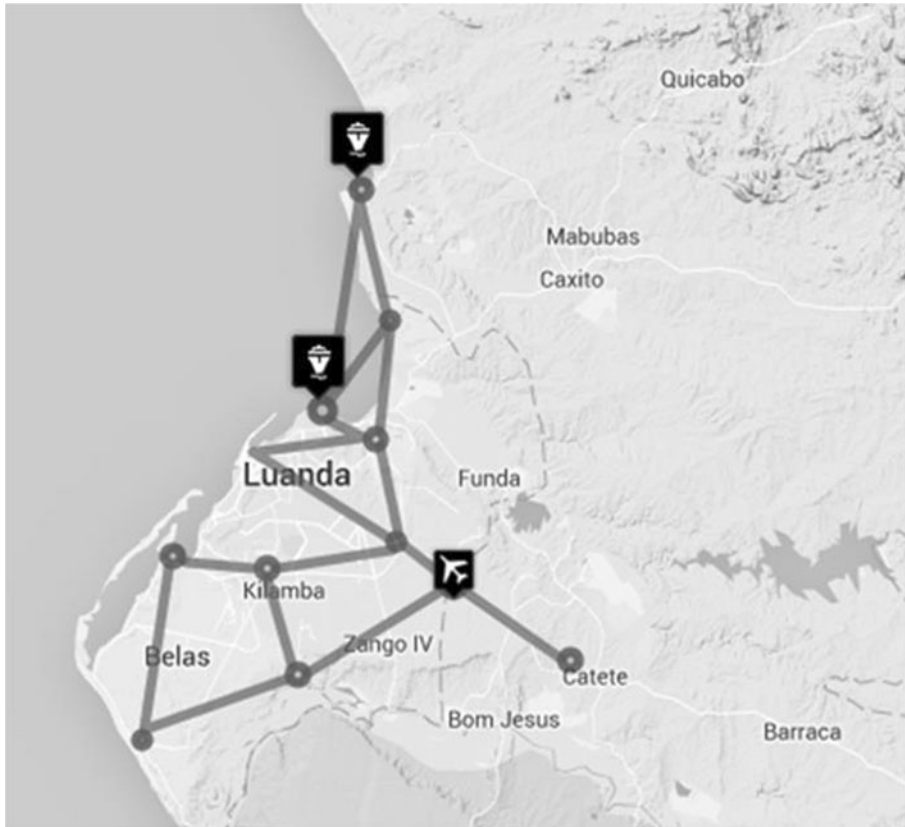 Quicabo
Mabubas
Caxito
Luanda
Funda
Kilamba
Zango IV
Belas
Catete
Bom Jesus
Barraca